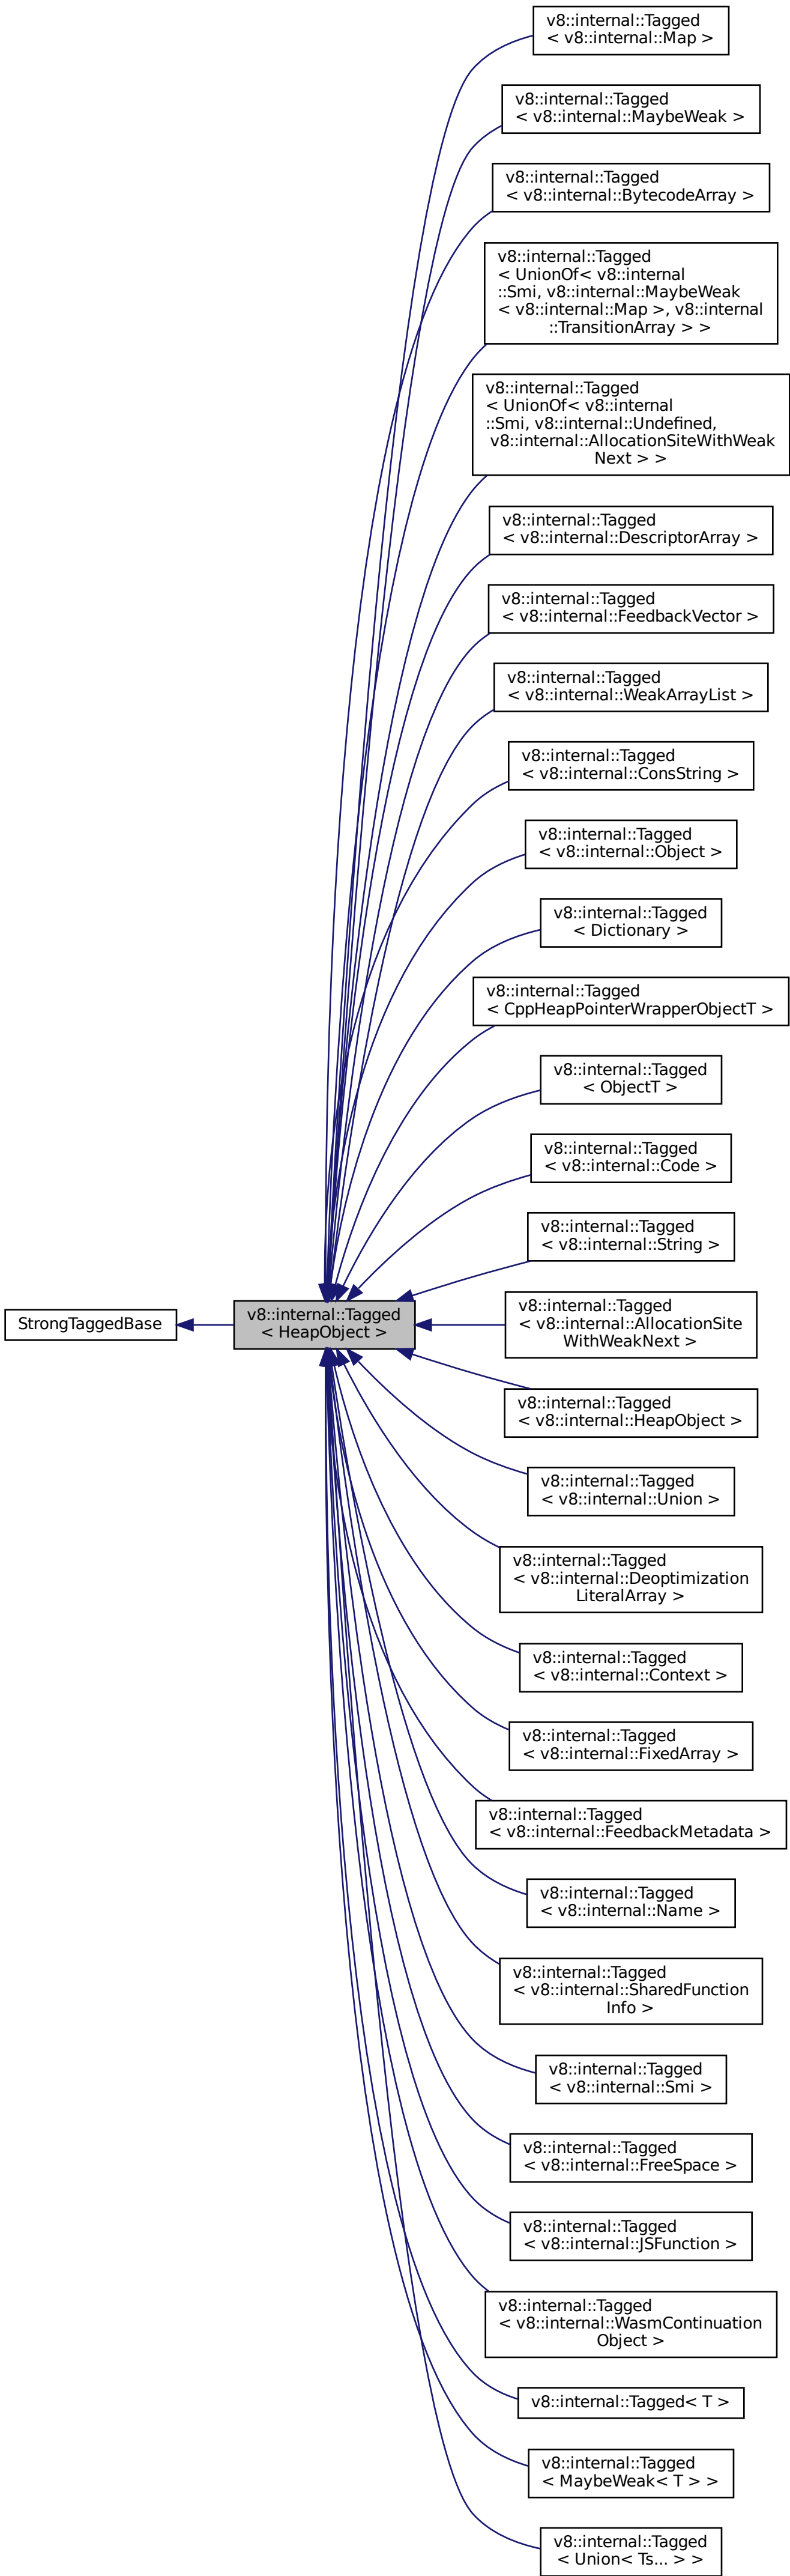 v8::internal::Tagged
< v8::internal::Map >
v8::internal::Tagged
< v8::internal::MaybeWeak >
v8::internal::Tagged
< v8::internal::BytecodeArray >
v8::internal::Tagged
< UnionOf< v8::internal
::Smi, v8::internal::MaybeWeak
< v8::internal::Map >, v8::internal
::TransitionArray > >
v8::internal::Tagged
< UnionOf< v8::internal
::Smi, v8::internal::Undefined,
v8::internal::AllocationSiteWithWeak
Next > >
v8::internal::Tagged
< v8::internal::DescriptorArray >
v8::internal::Tagged
< v8::internal::FeedbackVector >
v8::internal::Tagged
< v8::internal::WeakArrayList >
v8::internal::Tagged
< v8::internal::ConsString >
v8::internal::Tagged
< v8::internal::Object >
v8::internal::Tagged
< Dictionary >
v8::internal::Tagged
< CppHeapPointerWrapperObjectT >
v8::internal::Tagged
< ObjectT >
v8::internal::Tagged
< v8::internal::Code >
v8::internal::Tagged
< v8::internal::String >
StrongTaggedBase
v8::internal::Tagged
< HeapObject >
v8::internal::Tagged
< v8::internal::AllocationSite
WithWeakNext >
v8::internal::Tagged
< v8::internal::HeapObject >
v8::internal::Tagged
< v8::internal::Union >
v8::internal::Tagged
< v8::internal::Deoptimization
LiteralArray >
v8::internal::Tagged
< v8::internal::Context >
v8::internal::Tagged
< v8::internal::FixedArray >
v8::internal::Tagged
< v8::internal::FeedbackMetadata >
v8::internal::Tagged
< v8::internal::Name >
v8::internal::Tagged
< v8::internal::SharedFunction
Info >
v8::internal::Tagged
< v8::internal::Smi >
v8::internal::Tagged
< v8::internal::FreeSpace >
v8::internal::Tagged
< v8::internal::JSFunction >
v8::internal::Tagged
< v8::internal::WasmContinuation
Object >
v8::internal::Tagged< T >
v8::internal::Tagged
< MaybeWeak< T > >
v8::internal::Tagged
< Union< Ts... > >